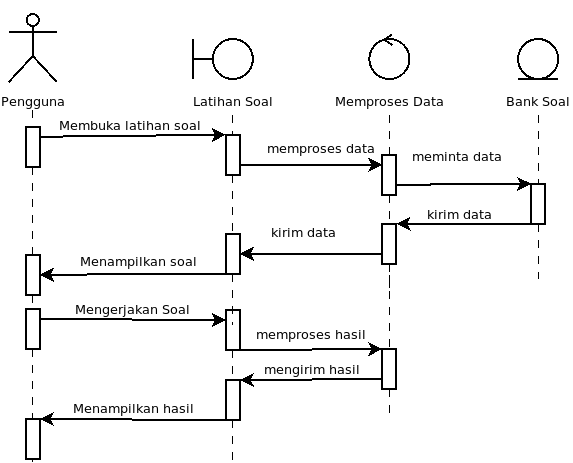 Pengguna
Latihan Soal
Memproses Data
Bank Soal
Membuka latihan soal
memproses data
meminta data
kirim data
kirim data
Menampilkan soal
Mengerjakan Soal
memproses hasil
mengirim hasil
Menampilkan hasil